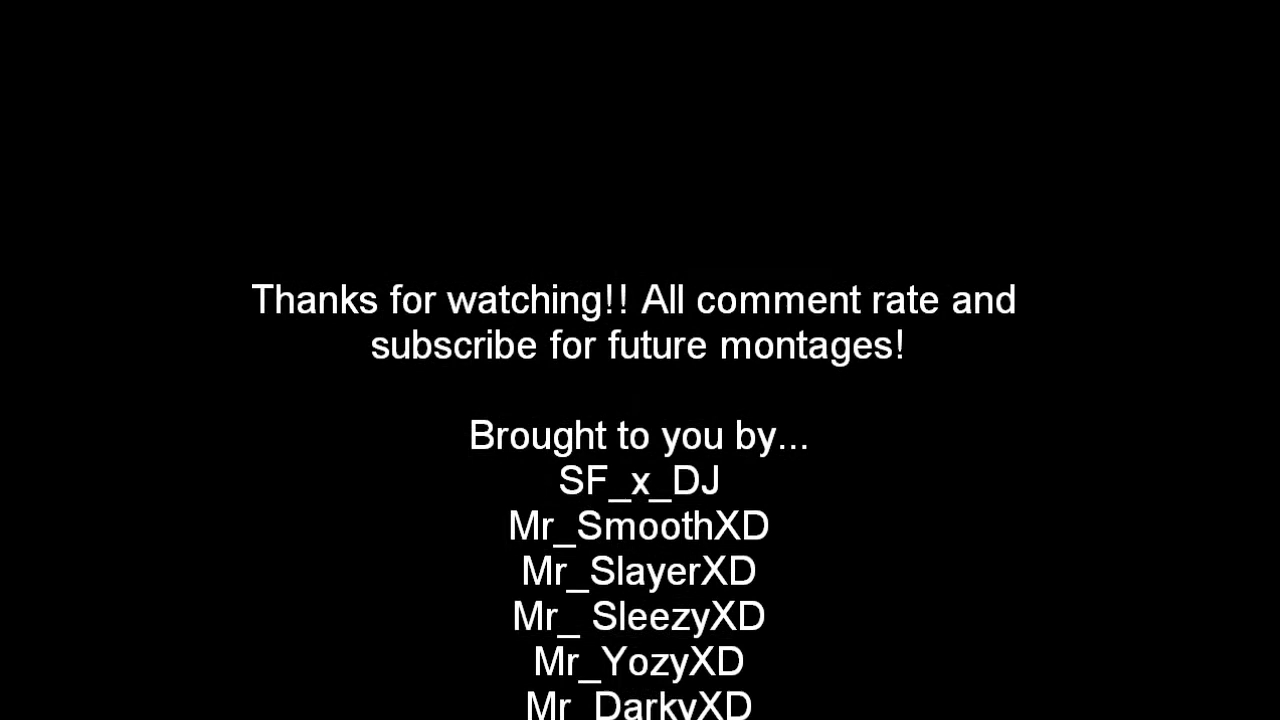 Thanks for watching!! All comment rate and
subscribe for future montages!
Brought to you by...
SF_x_DJ
Mr_SmoothXD
Mr_SlayerXD
Mr_ SleezyXD
Mr_YozyXD
Mr_DarkyXD